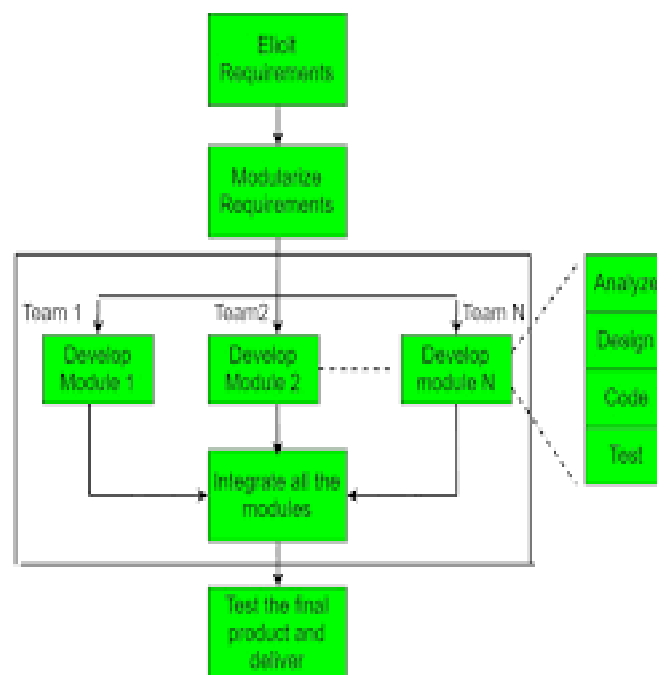 Elicit
Requirements
Modularize
Requirements
Team 1
Team2
Team N
Develop
Module 1
Develop
Module 2
Develop
module N
Analyze
Design
Code
Test
Integrate all the
modules
Test the final
product and
deliver